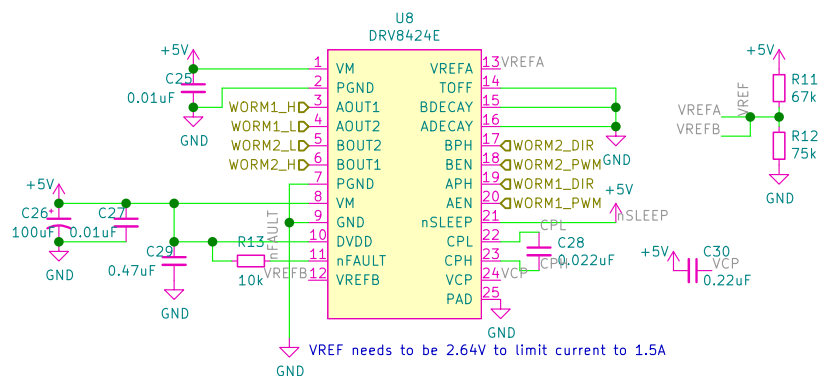 U8
DRV8424E
+5V
C25
0.01uF
GND
WORM1_H
WORM1_L
WORM2_L
WORM2_H
+5V
C26
100uF
C27
0.01uF
GND
C29
0.47uF
GND
nFAULT
R13
10k
VREFB
1 VM
2 PGND
3 AOUT1
4 AOUT2
5 BOUT2
6 BOUT1
7 PGND
8 VM
9 GND
10 DVDD
11 nFAULT
12 VREFB
VREFA 13 VREFA
TOFF 14
BDECAY 15
ADECAY 16
BPH 17 WORM2_DIR
BEN 18 WORM2_PWM
APH 19 WORM1_DIR
AEN 20 WORM1_PWM
nSLEEP 21
CPL 22 CPL
CPH 23 CPH
VCP 24 VCP
PAD 25
GND
+5V
nSLEEP
C28
0.022uF
GND
GND
VREF needs to be 2.64V to limit current to 1.5A
+5V
R11
67k
VREF
VREFA
VREFB
R12
75k
GND
+5V
C30
VCP
0.22uF